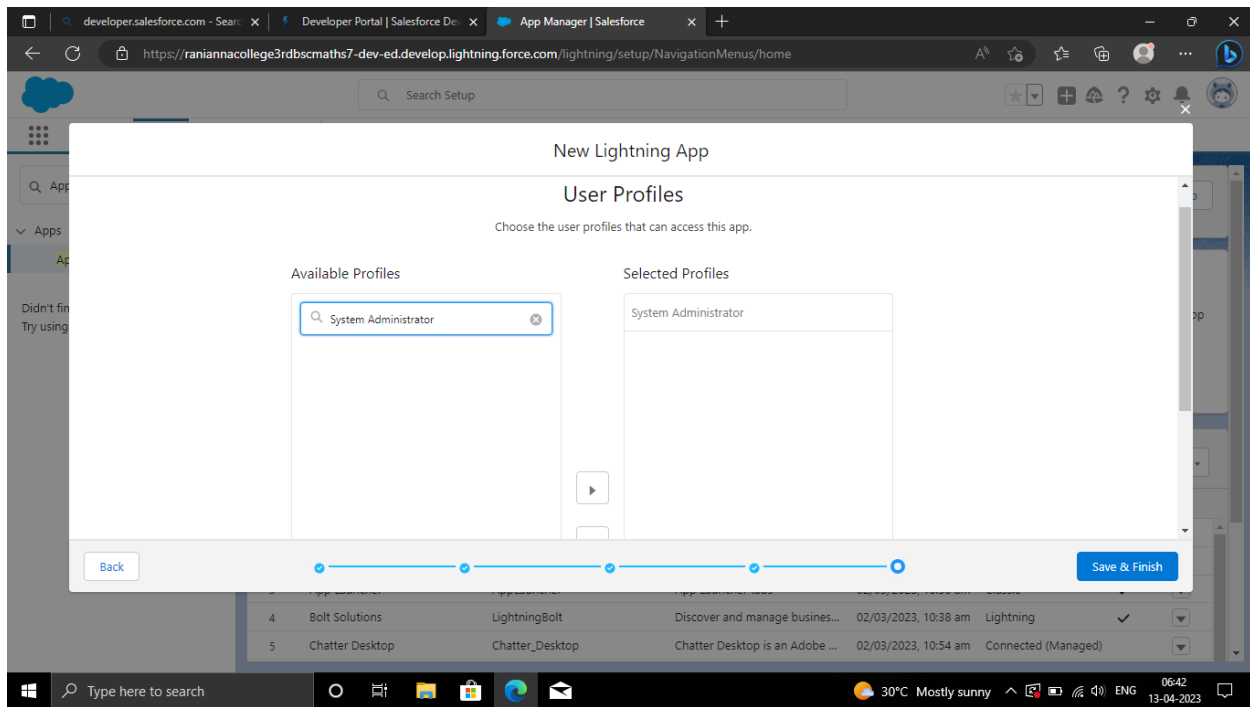 developer.salesforce.com - Searc
Developer Portal | Salesforce Dev
App Manager | Salesforce
https://raniannacollege3rdbscmaths7-dev-ed.develop.lightning.force.com/lightning/setup/NavigationMenus/home
Search Setup
New Lightning App
App
User Profiles
Choose the user profiles that can access this app.
Apps
Ap
Available Profiles
Selected Profiles
System Administrator
System Administrator
Didn't fin
Try using
pp
Back
Save & Finish
4 Bolt Solutions LightningBolt Discover and manage busines... 02/03/2023, 10:38 am Lightning
5 Chatter Desktop Chatter_Desktop Chatter Desktop is an Adobe ... 02/03/2023, 10:54 am Connected (Managed)
Type here to search
30°C Mostly sunny
ENG
06:42
13-04-2023